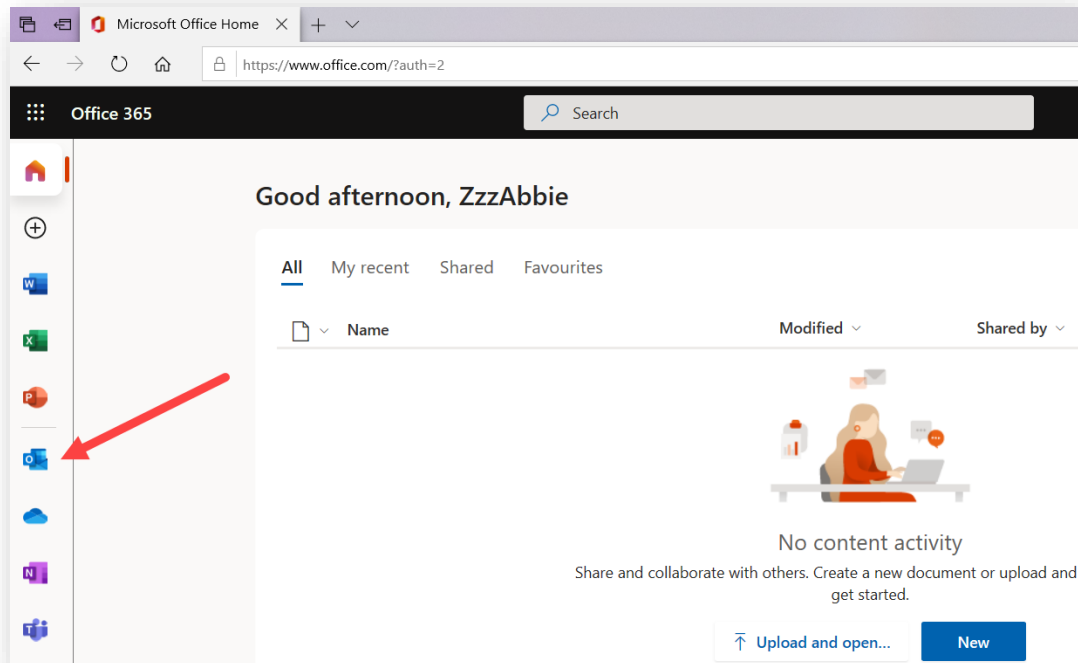 Microsoft Office Home
https://www.office.com/?auth=2
Office 365
Search
Good afternoon, ZzzAbbie
All My recent Shared Favourites
Name Modified Shared by
W
X
P
O
N
T
No content activity
Share and collaborate with others. Create a new document or upload and
get started.
Upload and open... New